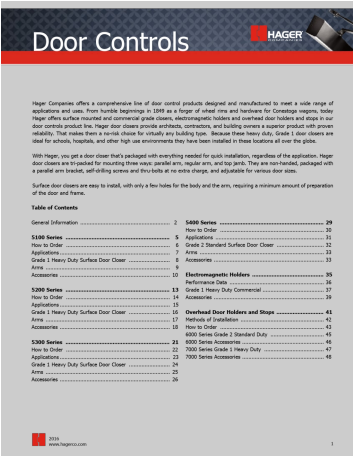 Door Controls
HAGER
COMPANIES
Hager Companies offers a comprehensive line of door control products designed and manufactured to meet a wide range of
applications and uses. From humble beginnings in 1849 as a forger of wheel rims and hardware for Conestoga wagons, today
Hager offers surface mounted and commercial grade closers, electromagnetic holders and overhead door holders and stops in our
door controls product line. Hager door closers provide architects, contractors, and building owners a superior product with proven
reliability. That makes them a no-risk choice for virtually any building type. Because these heavy duty, Grade 1 door closers are
ideal for schools, hospitals, and other high use environments they have been installed in these locations all over the globe.
With Hager, you get a door closer that's packaged with everything needed for quick installation, regardless of the application. Hager
door closers are tri-packed for mounting three ways: parallel arm, regular arm, and top jamb. They are non-handed, packaged with
a parallel arm bracket, self-drilling screws and thru-bolts at no extra charge, and adjustable for various door sizes.
Surface door closers are easy to install, with only a few holes for the body and the arm, requiring a minimum amount of preparation
of the door and frame.
Table of Contents
General Information 2
5100 Series 5
How to Order 6
Applications 7
Grade 1 Heavy Duty Surface Door Closer 8
Arms 9
Accessories 10
5200 Series 13
How to Order 14
Applications 15
Grade 1 Heavy Duty Surface Door Closer 16
Arms 17
Accessories 18
5300 Series 21
How to Order 22
Applications 23
Grade 1 Heavy Duty Surface Door Closer 24
Arms 25
Accessories 26
5400 Series 29
How to Order 30
Applications 31
Grade 2 Standard Surface Door Closer 32
Arms 33
Accessories 33
Electromagnetic Holders 35
Performance Data 36
Grade 1 Heavy Duty Commercial 37
Accessories 39
Overhead Door Holders and Stops 41
Methods of Installation 42
How to Order 43
6000 Series Grade 2 Standard Duty 45
6000 Series Accessories 46
7000 Series Grade 1 Heavy Duty 47
7000 Series Accessories 48
2016
www.hagerco.com
1